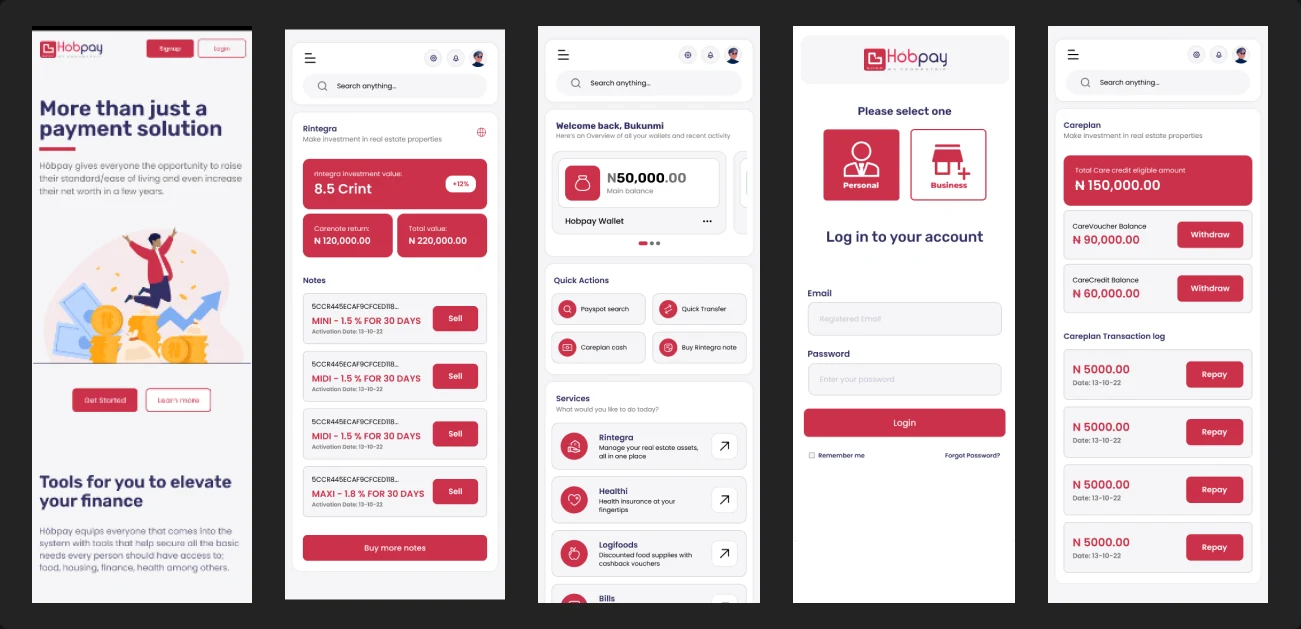 Hobpay
Signup
Login
More than just a
payment solution
Hōbpay gives everyone the opportunity to raise
their standard/ease of living and even increase
their net worth in a few years.
Get Started
Learn more
Tools for you to elevate
your finance
Hōbpay equips everyone that comes into the
system with tools that help secure all the basic
needs every person should have access to;
food, housing, finance, health among others.
Search anything...
Rintegra
Make investment in real estate properties
rintegra investment value:
8.5 Crint
+12%
Carenote return:
₦ 120,000.00
Total value:
₦ 220,000.00
Notes
5CCR445ECAF9CFCED118...
MINI - 1.5 % FOR 30 DAYS
Activation Date: 13-10-22
Sell
5CCR445ECAF9CFCED118...
MIDI - 1.5 % FOR 30 DAYS
Activation Date: 13-10-22
Sell
5CCR445ECAF9CFCED118...
MIDI - 1.5 % FOR 30 DAYS
Activation Date: 13-10-22
Sell
5CCR445ECAF9CFCED118...
MAXI - 1.8 % FOR 30 DAYS
Activation Date: 13-10-22
Sell
Buy more notes
Search anything...
Welcome back, Bukunmi
Here's an Overview of all your wallets and recent activity
₦50,000.00
Main balance
Hobpay Wallet
Quick Actions
Payspot search
Quick Transfer
Careplan cash
Buy Rintegra note
Services
What would you like to do today?
Rintegra
Manage your real estate assets,
all in one place
Healthi
Health insurance at your
fingertips
Logifoods
Discounted food supplies with
cashback vouchers
Bills
Hobpay
Please select one
Personal
Business
Log in to your account
Email
Registered Email
Password
Enter your password
Login
Remember me
Forgot Password?
Search anything...
Careplan
Make investment in real estate properties
Total Care credit eligible amount
₦ 150,000.00
CareVoucher Balance
₦ 90,000.00
Withdraw
CareCredit Balance
₦ 60,000.00
Withdraw
Careplan Transaction log
₦ 5000.00
Date: 13-10-22
Repay
₦ 5000.00
Date: 13-10-22
Repay
₦ 5000.00
Date: 13-10-22
Repay
₦ 5000.00
Date: 13-10-22
Repay